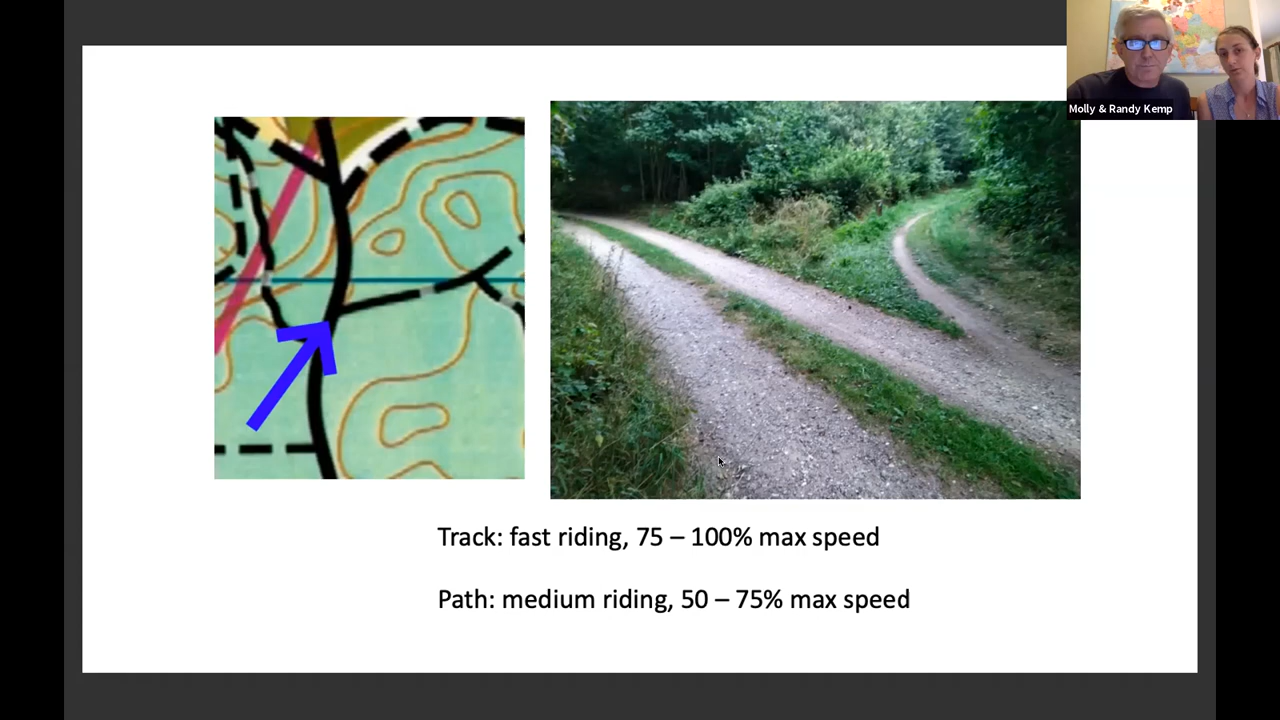 Molly & Randy Kemp
Track: fast riding, 75 – 100% max speed
Path: medium riding, 50 – 75% max speed